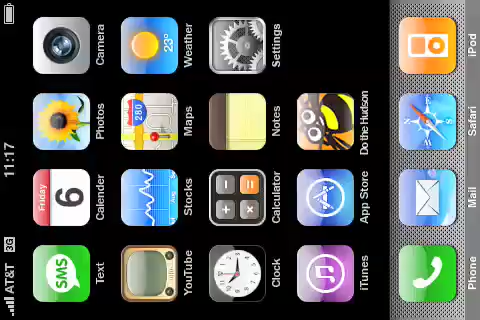 AT&T 3G 11:17
SMS Friday 6
Text Calender Photos Camera
280 23°
YouTube Stocks Maps Weather
Clock Calculator Notes Settings
iTunes App Store Do the Hudson
Phone Mail Safari iPod